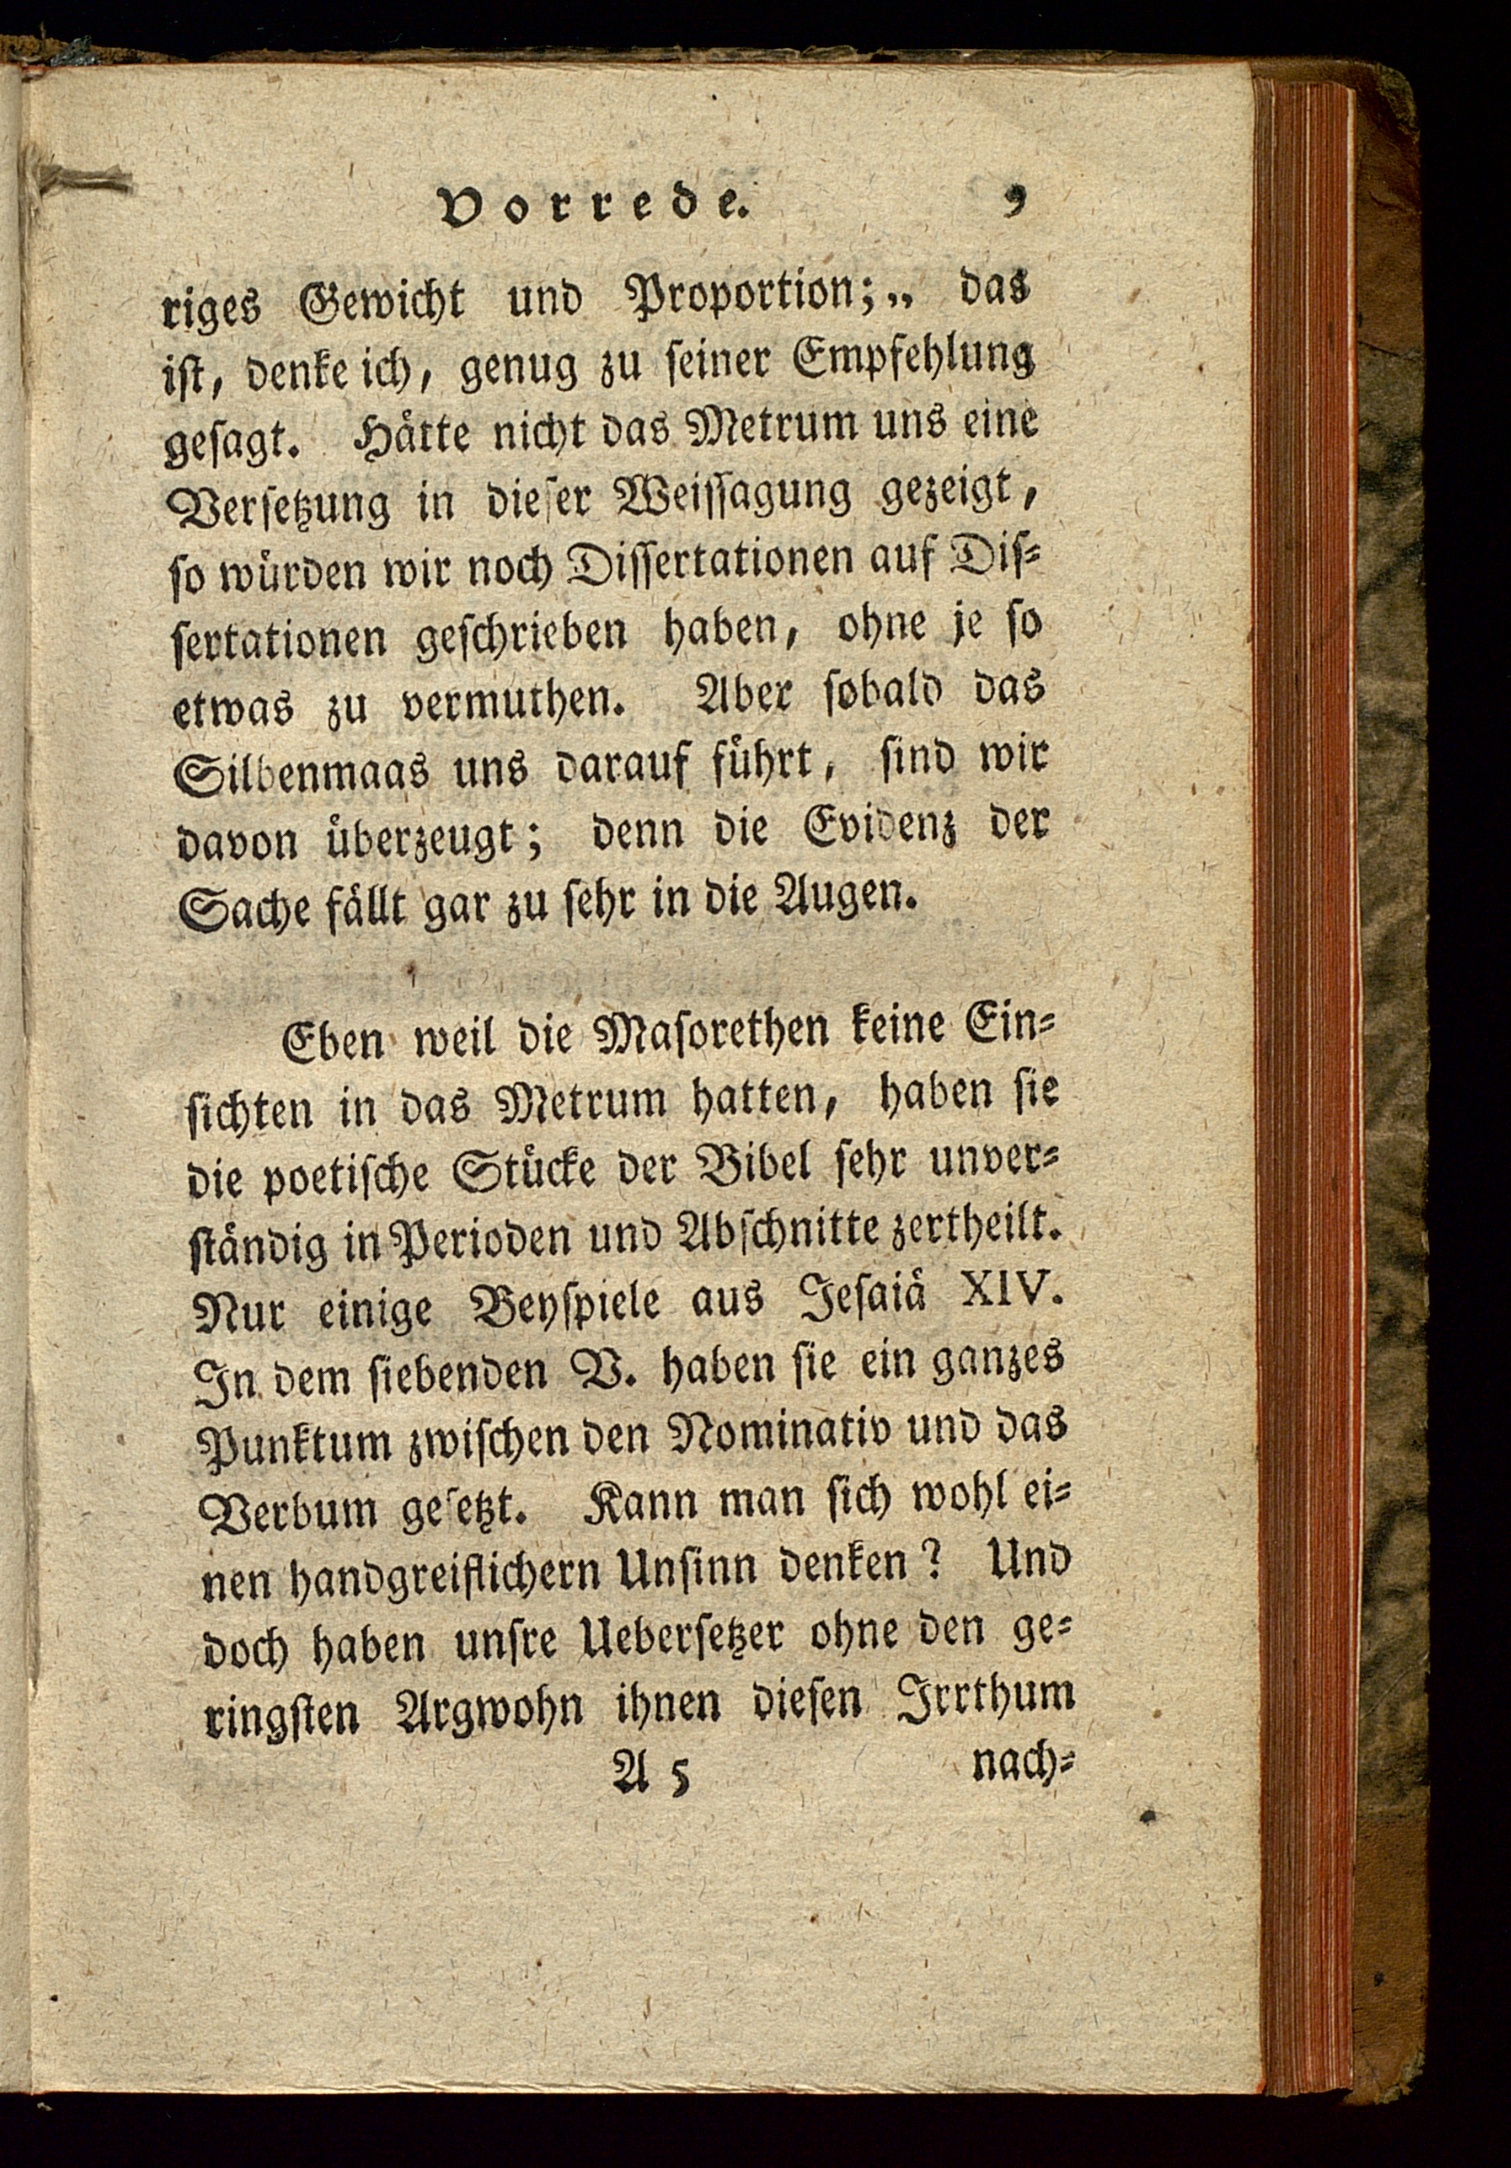 Vorrede. 9
riges Gewicht und Proportion;„ das
ist, denke ich, genug zu seiner Empfehlung
gesagt. Hätte nicht das Metrum uns eine
Versetzung in dieser Weissagung gezeigt,
so würden wir noch Dissertationen auf Dis-
sertationen geschrieben haben, ohne je so
etwas zu vermuthen. Aber sobald das
Silbenmaas uns darauf führt, sind wir
davon überzeugt; denn die Evidenz der
Sache fällt gar zu sehr in die Augen.
Eben weil die Masorethen keine Ein-
sichten in das Metrum hatten, haben sie
die poetische Stücke der Bibel sehr unver-
ständig in Perioden und Abschnitte zertheilt.
Nur einige Beyspiele aus Jesaiä XIV.
In dem siebenden V. haben sie ein ganzes
Punktum zwischen den Nominativ und das
Verbum gesetzt. Kann man sich wohl ei-
nen handgreiflichern Unsinn denken? Und
doch haben unsre Uebersetzer ohne den ge-
ringsten Argwohn ihnen diesen Irrthum
A 5 nach-